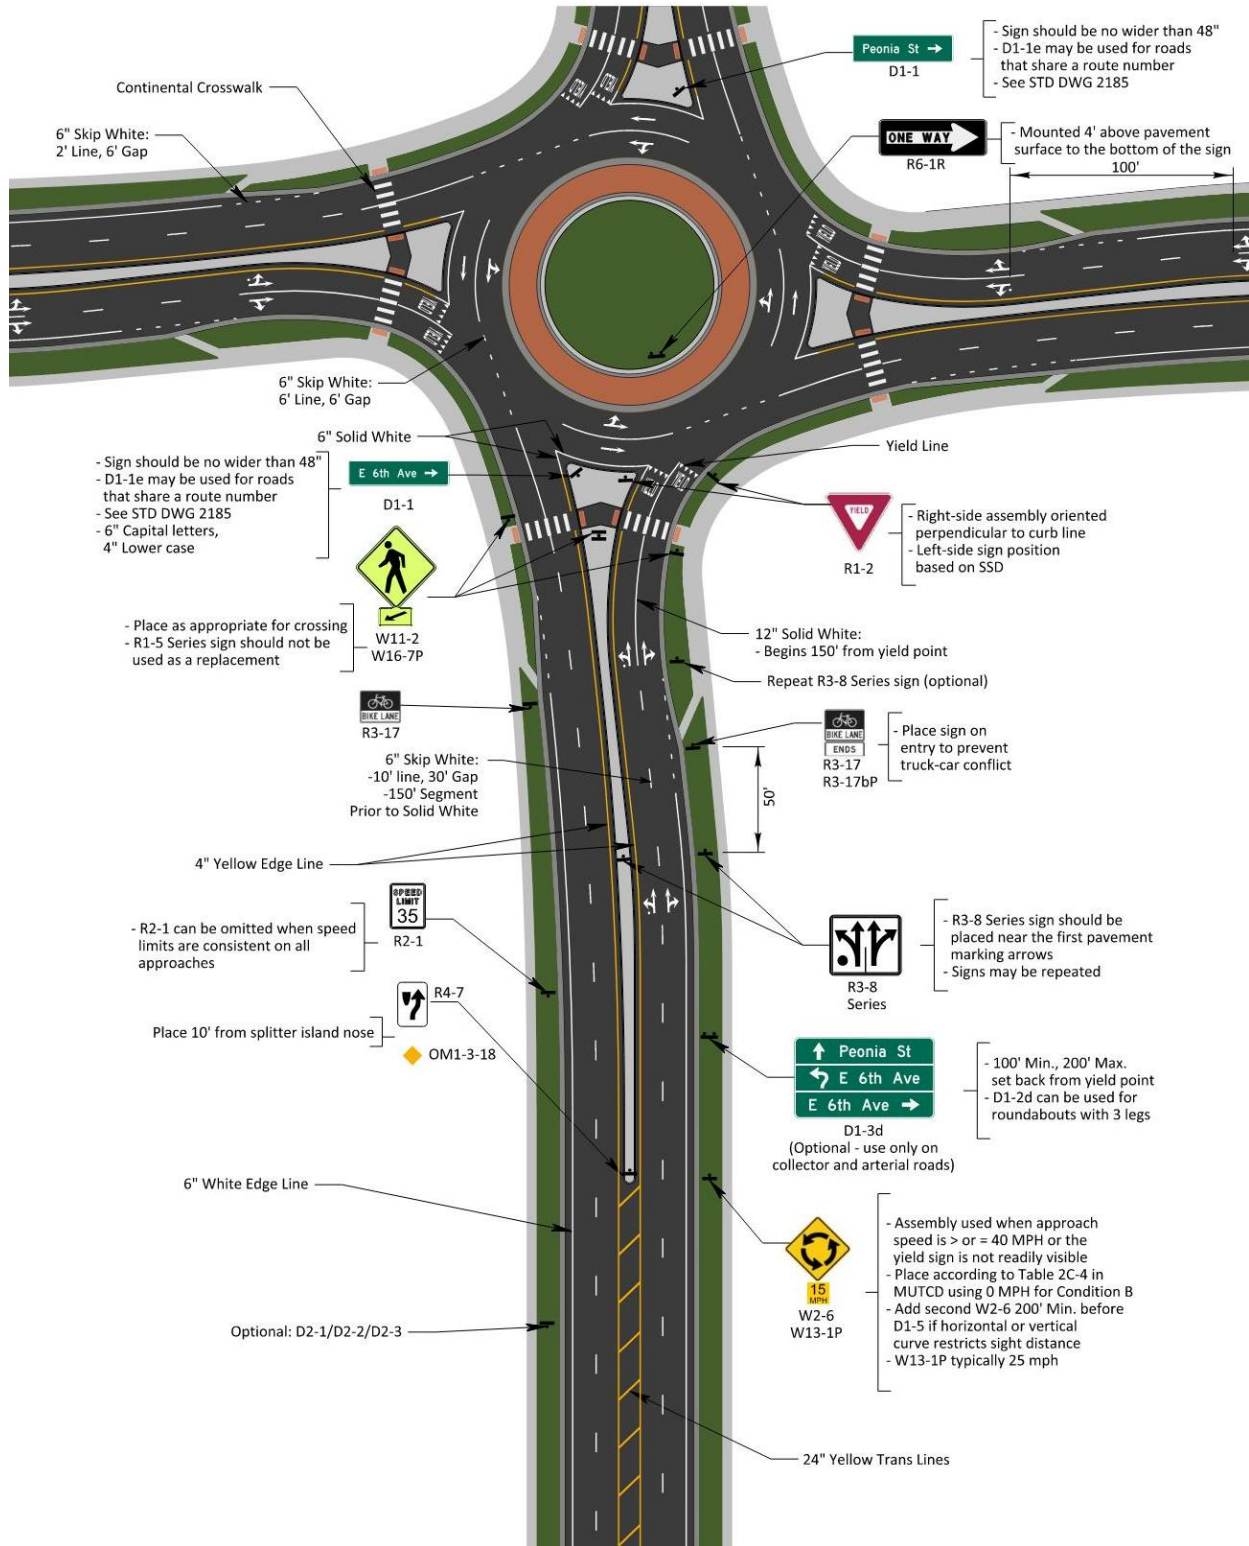 Peonia St →
D1-1
- Sign should be no wider than 48"
- D1-1e may be used for roads
that share a route number
- See STD DWG 2185
Continental Crosswalk
6" Skip White:
2' Line, 6' Gap
ONE WAY
R6-1R
- Mounted 4' above pavement
surface to the bottom of the sign
100'
6" Skip White:
6' Line, 6' Gap
6" Solid White
Yield Line
- Sign should be no wider than 48"
- D1-1e may be used for roads
that share a route number
- See STD DWG 2185
- 6" Capital letters,
4" Lower case
E 6th Ave →
D1-1
YIELD
R1-2
- Right-side assembly oriented
perpendicular to curb line
- Left-side sign position
based on SSD
- Place as appropriate for crossing
- R1-5 Series sign should not be
used as a replacement
W11-2
W16-7P
12" Solid White:
- Begins 150' from yield point
Repeat R3-8 Series sign (optional)
BIKE LANE
R3-17
BIKE LANE
ENDS
R3-17
R3-17bP
- Place sign on
entry to prevent
truck-car conflict
6" Skip White:
-10' line, 30' Gap
-150' Segment
Prior to Solid White
50'
4" Yellow Edge Line
SPEED
LIMIT
35
R2-1
- R2-1 can be omitted when speed
limits are consistent on all
approaches
R3-8
Series
- R3-8 Series sign should be
placed near the first pavement
marking arrows
- Signs may be repeated
R4-7
Place 10' from splitter island nose
OM1-3-18
↑ Peonia St
E 6th Ave
E 6th Ave →
D1-3d
(Optional - use only on
collector and arterial roads)
- 100' Min., 200' Max.
set back from yield point
- D1-2d can be used for
roundabouts with 3 legs
6" White Edge Line
15
MPH
W2-6
W13-1P
- Assembly used when approach
speed is > or = 40 MPH or the
yield sign is not readily visible
- Place according to Table 2C-4 in
MUTCD using 0 MPH for Condition B
- Add second W2-6 200' Min. before
D1-5 if horizontal or vertical
curve restricts sight distance
- W13-1P typically 25 mph
Optional: D2-1/D2-2/D2-3
24" Yellow Trans Lines